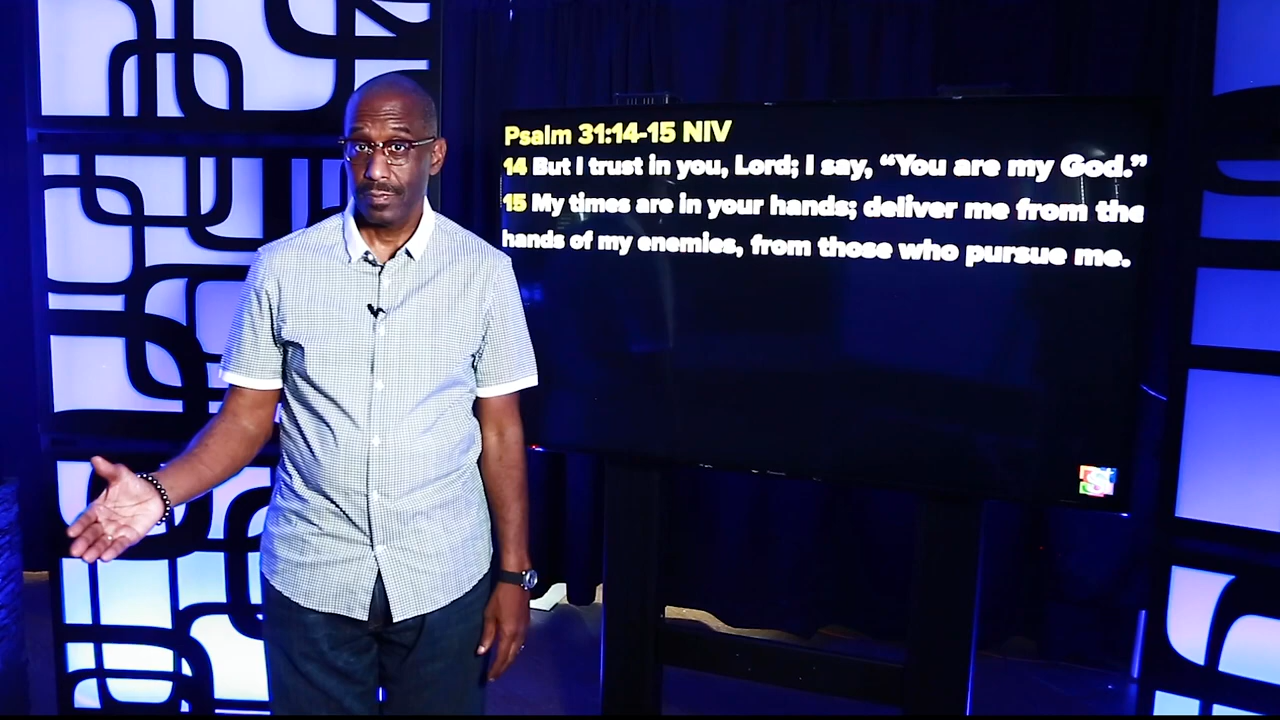 Psalm 31:14-15 NIV
14 But I trust in you, Lord; I say, “You are my God.”
15 My times are in your hands; deliver me from the
hands of my enemies, from those who pursue me.